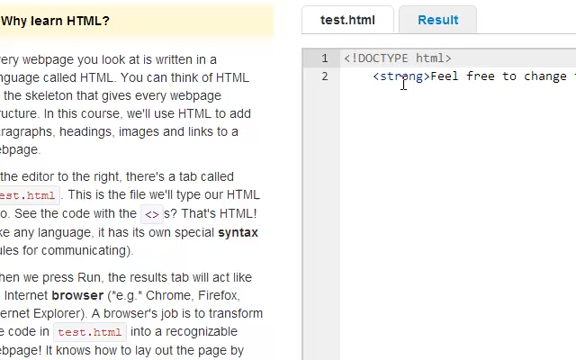 Why learn HTML?
very webpage you look at is written in a
nguage called HTML. You can think of HTML
the skeleton that gives every webpage
ructure. In this course, we'll use HTML to add
ragraphs, headings, images and links to a
ebpage.
the editor to the right, there's a tab called
est.html. This is the file we'll type our HTML
o. See the code with the <>s? That's HTML!
ke any language, it has its own special syntax
ules for communicating).
hen we press Run, the results tab will act like
Internet browser (*e.g.* Chrome, Firefox,
ternet Explorer). A browser's job is to transform
e code in test.html into a recognizable
ebpage! It knows how to lay out the page by
test.html Result
1 <!DOCTYPE html>
2 <strong>Feel free to change